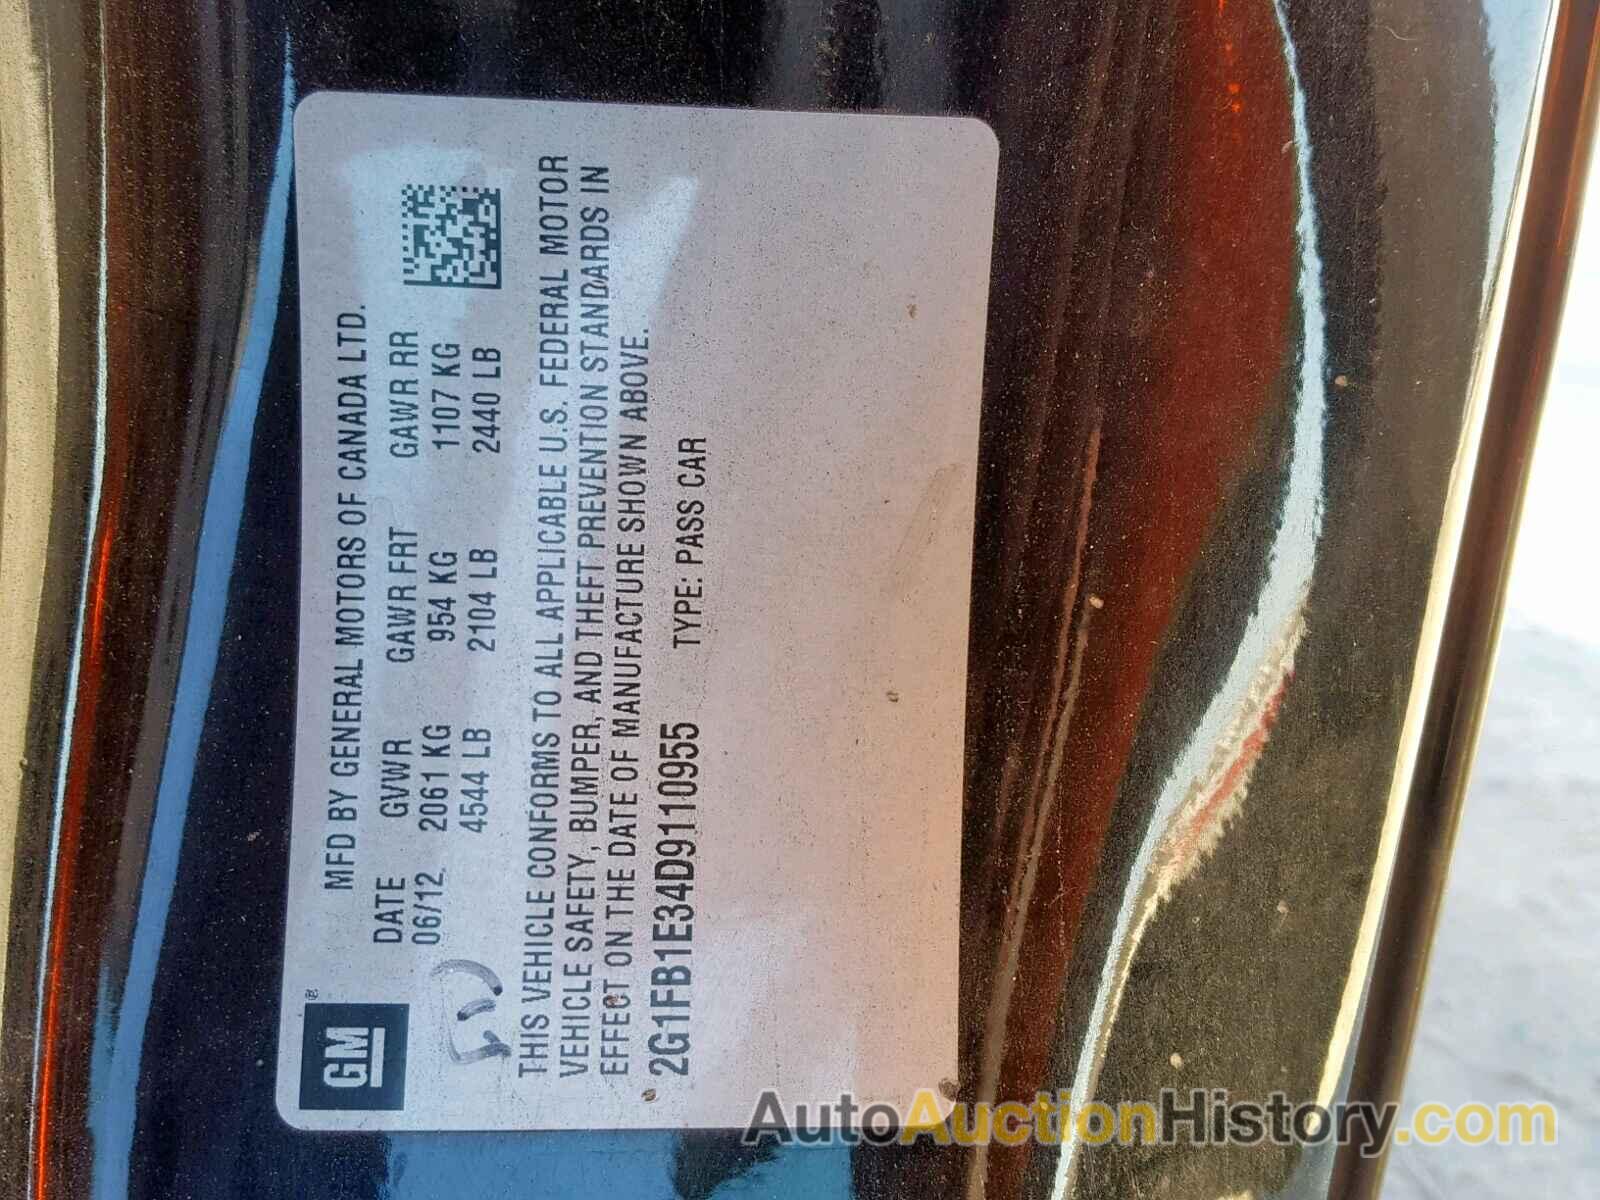 MFD BY GENERAL MOTORS OF CANADA LTD.
DATE GVWR GAWR FRT GAWR RR
06/12 2061 KG 954 KG 1107 KG
4544 LB 2104 LB 2440 LB
THIS VEHICLE CONFORMS TO ALL APPLICABLE U.S. FEDERAL MOTOR
VEHICLE SAFETY, BUMPER, AND THEFT PREVENTION STANDARDS IN
EFFECT ON THE DATE OF MANUFACTURE SHOWN ABOVE.
2G1FB1E34D9110955 TYPE: PASS CAR
GM®
AutoAuctionHistory.com